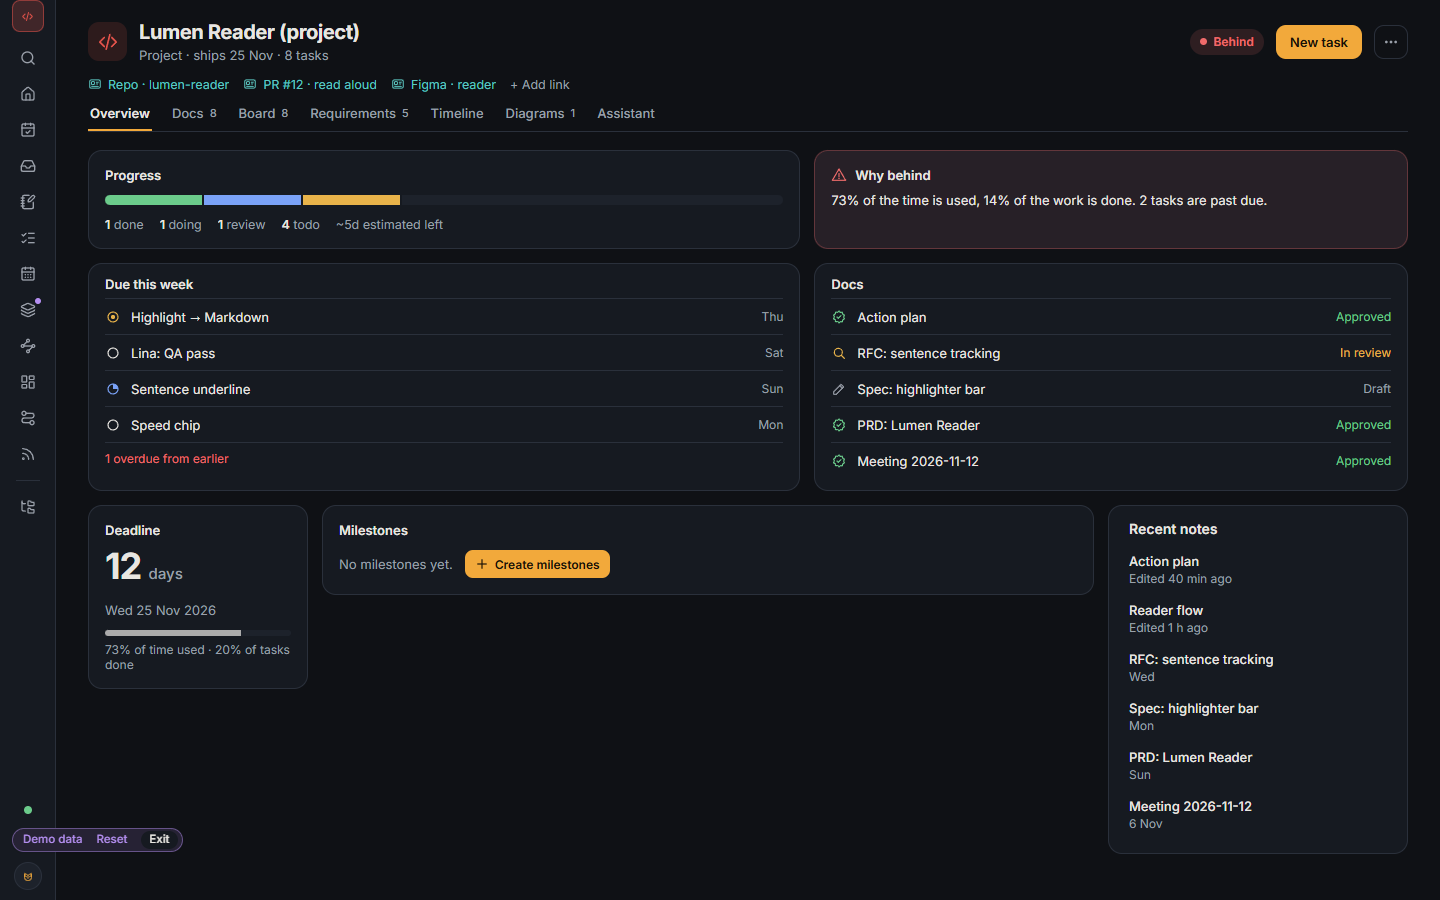 Lumen Reader (project)
Project · ships 25 Nov · 8 tasks
Behind
New task
Repo · lumen-reader
PR #12 · read aloud
Figma · reader
+ Add link
Overview
Docs 8
Board 8
Requirements 5
Timeline
Diagrams 1
Assistant
Progress
1 done
1 doing
1 review
4 todo
~5d estimated left
Why behind
73% of the time is used, 14% of the work is done. 2 tasks are past due.
Due this week
Highlight → Markdown
Thu
Lina: QA pass
Sat
Sentence underline
Sun
Speed chip
Mon
1 overdue from earlier
Docs
Action plan
Approved
RFC: sentence tracking
In review
Spec: highlighter bar
Draft
PRD: Lumen Reader
Approved
Meeting 2026-11-12
Approved
Deadline
12 days
Wed 25 Nov 2026
73% of time used · 20% of tasks
done
Milestones
No milestones yet.
+ Create milestones
Recent notes
Action plan
Edited 40 min ago
Reader flow
Edited 1 h ago
RFC: sentence tracking
Wed
Spec: highlighter bar
Mon
PRD: Lumen Reader
Sun
Meeting 2026-11-12
6 Nov
Demo data
Reset
Exit